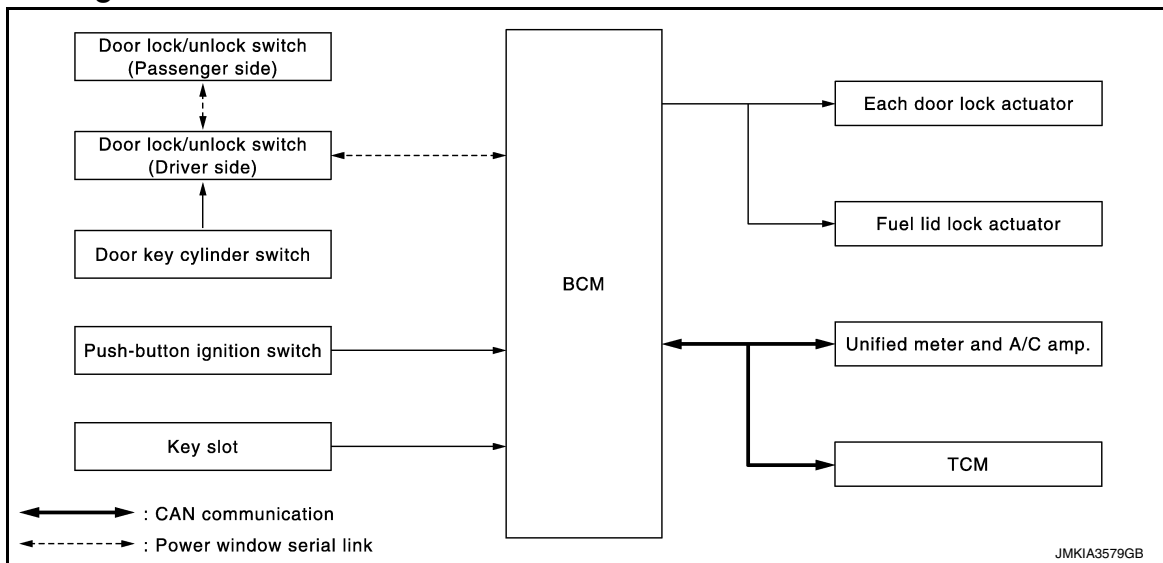 Door lock/unlock switch
(Passenger side)
Door lock/unlock switch
(Driver side)
Door key cylinder switch
Push-button ignition switch
Key slot
BCM
Each door lock actuator
Fuel lid lock actuator
Unified meter and A/C amp.
TCM
: CAN communication
: Power window serial link
JMKIA3579GB